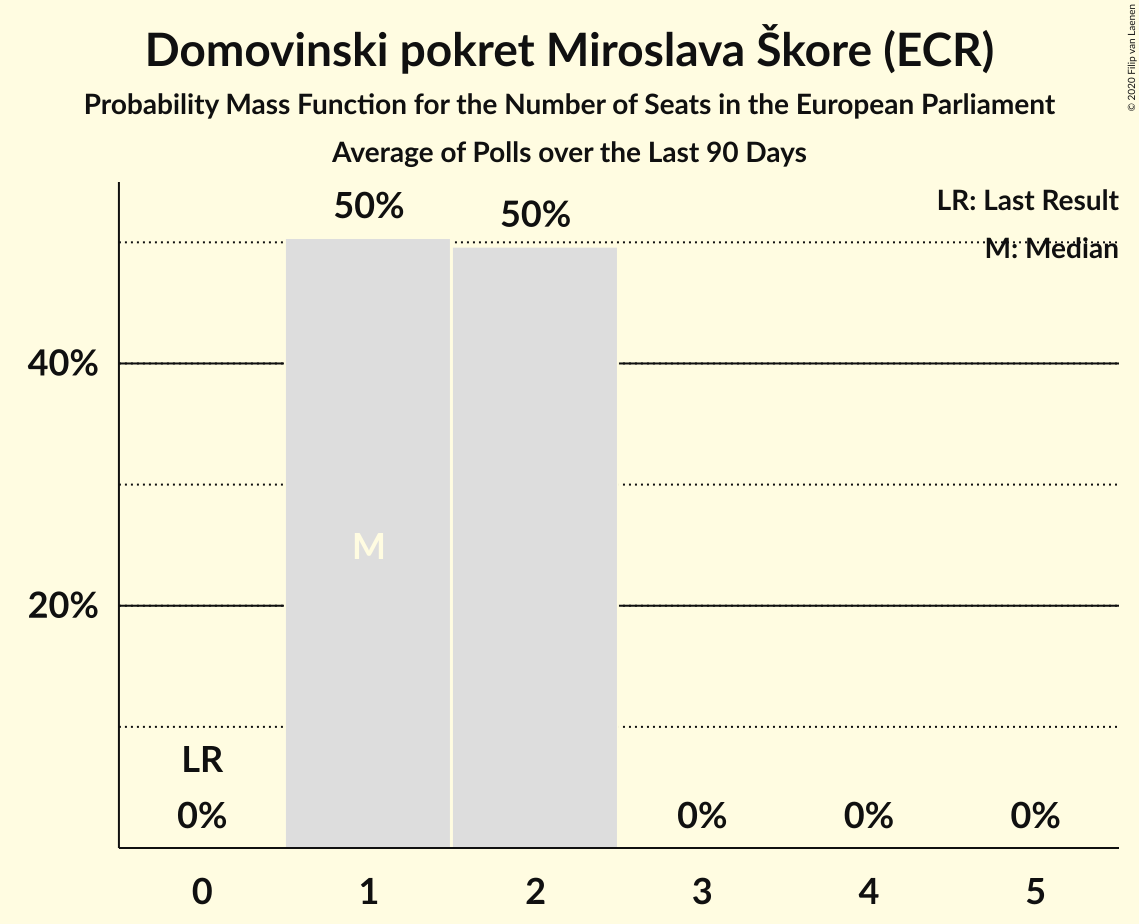 Domovinski pokret Miroslava Škore (ECR)
Probability Mass Function for the Number of Seats in the European Parliament
Average of Polls over the Last 90 Days
© 2020 Filip van Laenen
LR: Last Result
M: Median
50%
50%
40%
M
20%
LR
0%
0%
0%
0%
0
1
2
3
4
5